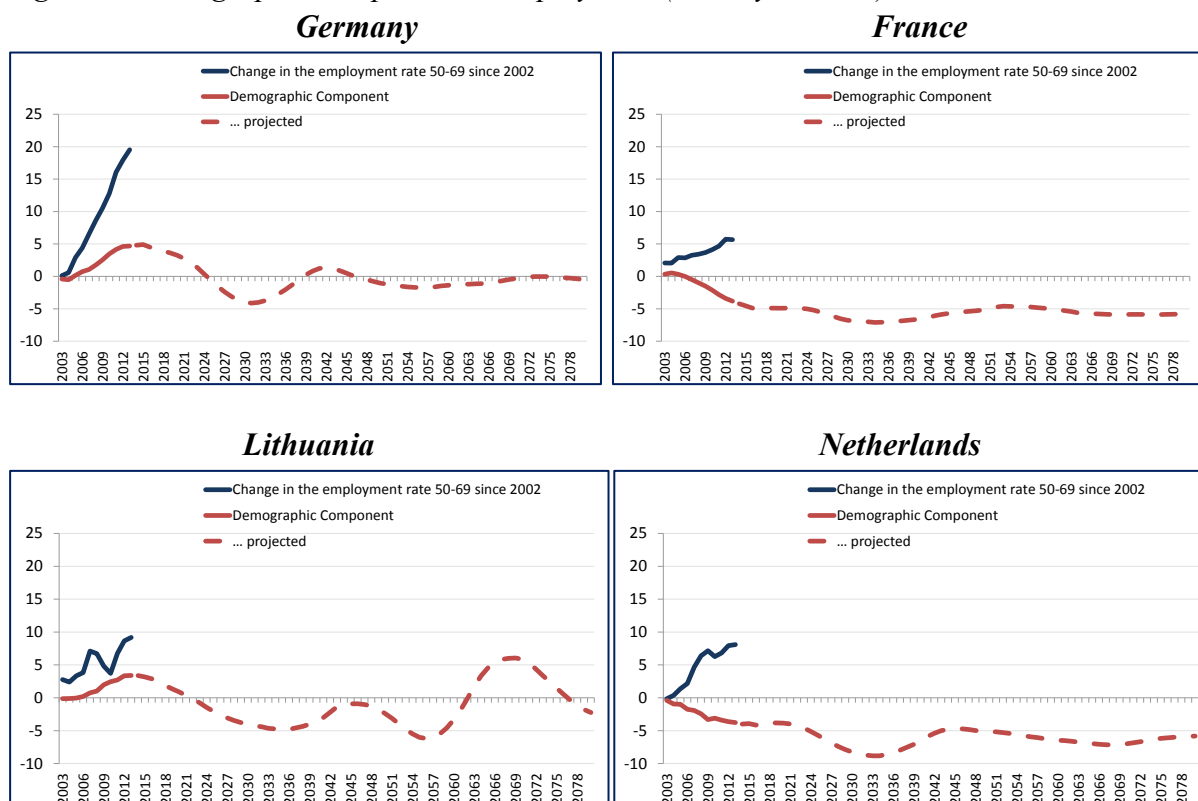 Germany
Change in the employment rate 50-69 since 2002
Demographic Component
... projected
25
20
15
10
5
0
-5
-10
2003 2006 2009 2012 2015 2018 2021 2024 2027 2030 2033 2036 2039 2042 2045 2048 2051 2054 2057 2060 2063 2066 2069 2072 2075 2078
France
Change in the employment rate 50-69 since 2002
Demographic Component
... projected
25
20
15
10
5
0
-5
-10
2003 2006 2009 2012 2015 2018 2021 2024 2027 2030 2033 2036 2039 2042 2045 2048 2051 2054 2057 2060 2063 2066 2069 2072 2075 2078
Lithuania
Change in the employment rate 50-69 since 2002
Demographic Component
... projected
25
20
15
10
5
0
-5
-10
2003 2006 2009 2012 2015 2018 2021 2024 2027 2030 2033 2036 2039 2042 2045 2048 2051 2054 2057 2060 2063 2066 2069 2072 2075 2078
Netherlands
Change in the employment rate 50-69 since 2002
Demographic Component
... projected
25
20
15
10
5
0
-5
-10
2003 2006 2009 2012 2015 2018 2021 2024 2027 2030 2033 2036 2039 2042 2045 2048 2051 2054 2057 2060 2063 2066 2069 2072 2075 2078